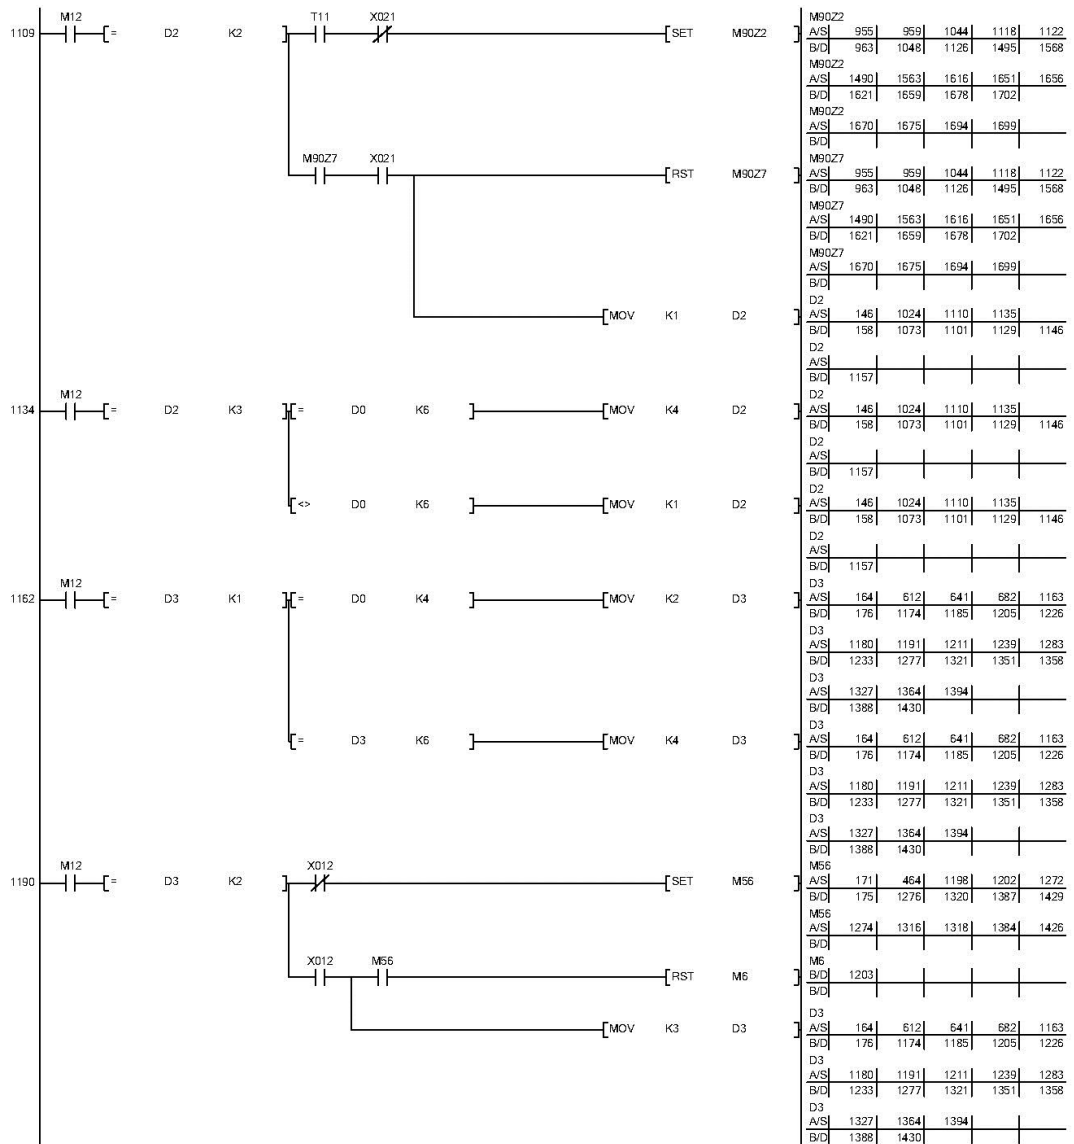 M12 T11 X021 M90Z2
1109 = D2 K2 SET M90Z2 A/S 955 959 1044 1118 1122
B/D 963 1048 1126 1495 1568
M90Z2
A/S 1490 1563 1616 1651 1656
B/D 1621 1659 1678 1702
M90Z2
A/S 1670 1675 1694 1699
B/D
M90Z7 X021 M90Z7
RST M90Z7 A/S 955 959 1044 1118 1122
B/D 963 1048 1126 1495 1568
M90Z7
A/S 1490 1563 1616 1651 1656
B/D 1621 1659 1678 1702
M90Z7
A/S 1670 1675 1694 1699
B/D
D2
MOV K1 D2 A/S 146 1024 1110 1135
B/D 158 1073 1101 1129 1146
D2
A/S
B/D 1157
M12 D2
1134 = D2 K3 = D0 K6 MOV K4 D2 A/S 146 1024 1110 1135
B/D 158 1073 1101 1129 1146
D2
A/S
B/D 1157
D2
<> D0 K6 MOV K1 D2 A/S 146 1024 1110 1135
B/D 158 1073 1101 1129 1146
D2
A/S
B/D 1157
M12 D3
1162 = D3 K1 = D0 K4 MOV K2 D3 A/S 164 612 641 682 1163
B/D 176 1174 1185 1205 1226
D3
A/S 1180 1191 1211 1239 1283
B/D 1233 1277 1321 1351 1358
D3
A/S 1327 1364 1394
B/D 1388 1430
D3
= D3 K6 MOV K4 D3 A/S 164 612 641 682 1163
B/D 176 1174 1185 1205 1226
D3
A/S 1180 1191 1211 1239 1283
B/D 1233 1277 1321 1351 1358
D3
A/S 1327 1364 1394
B/D 1388 1430
M12 X012 M56
1190 = D3 K2 SET M56 A/S 171 464 1198 1202 1272
B/D 175 1276 1320 1387 1429
M56
A/S 1274 1316 1318 1384 1426
B/D
X012 M56 M6
RST M6 B/D 1203
B/D
D3
MOV K3 D3 A/S 164 612 641 682 1163
B/D 176 1174 1185 1205 1226
D3
A/S 1180 1191 1211 1239 1283
B/D 1233 1277 1321 1351 1358
D3
A/S 1327 1364 1394
B/D 1388 1430